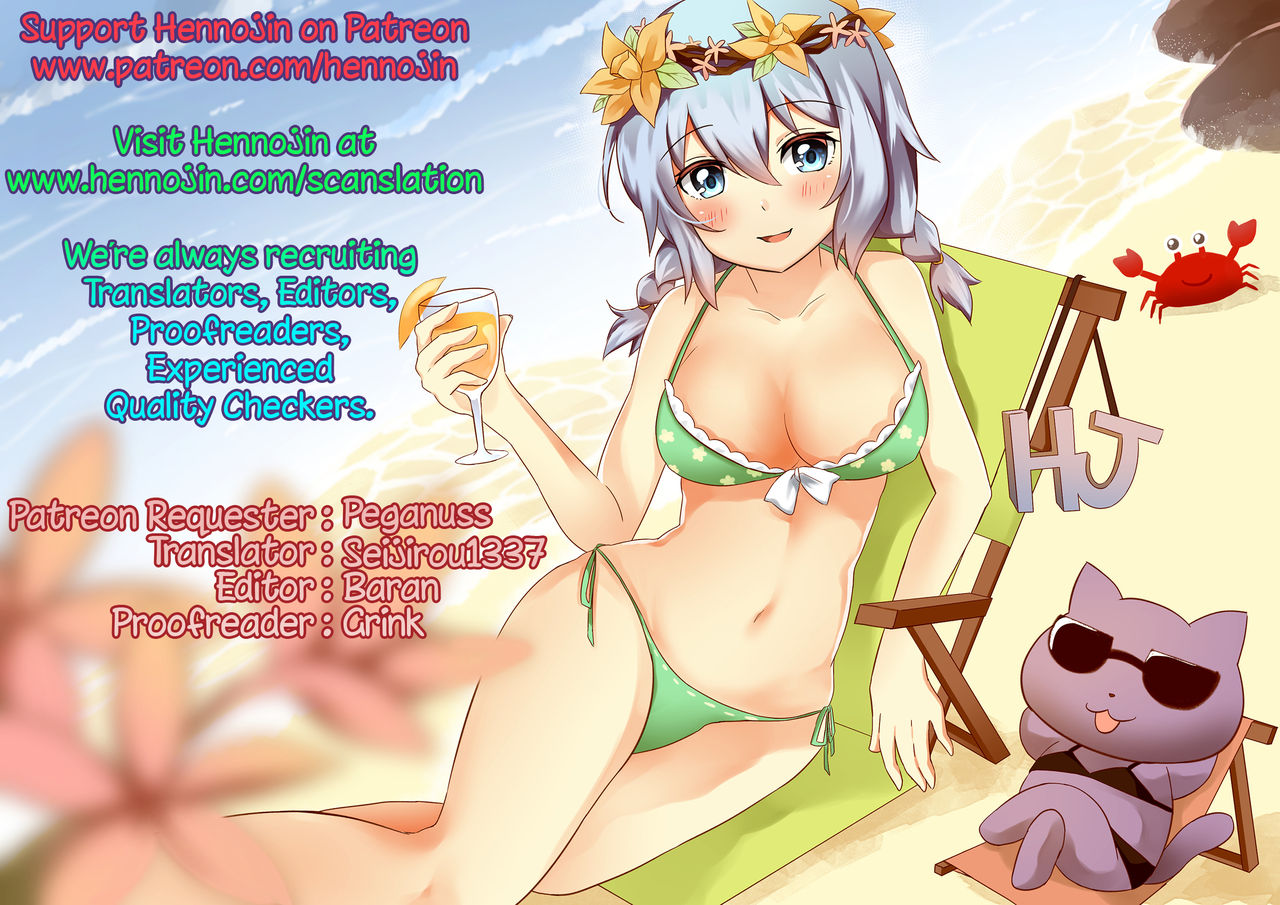 Support Hennojin on Patreon
www.patreon.com/hennojin
Visit Hennojin at
www.hennojin.com/scanslation
We're always recruiting
Translators, Editors,
Proofreaders,
Experienced
Quality Checkers.
Patreon Requester : Peganuss
Translator : Seijirou1337
Editor : Baran
Proofreader : Grink
HJ